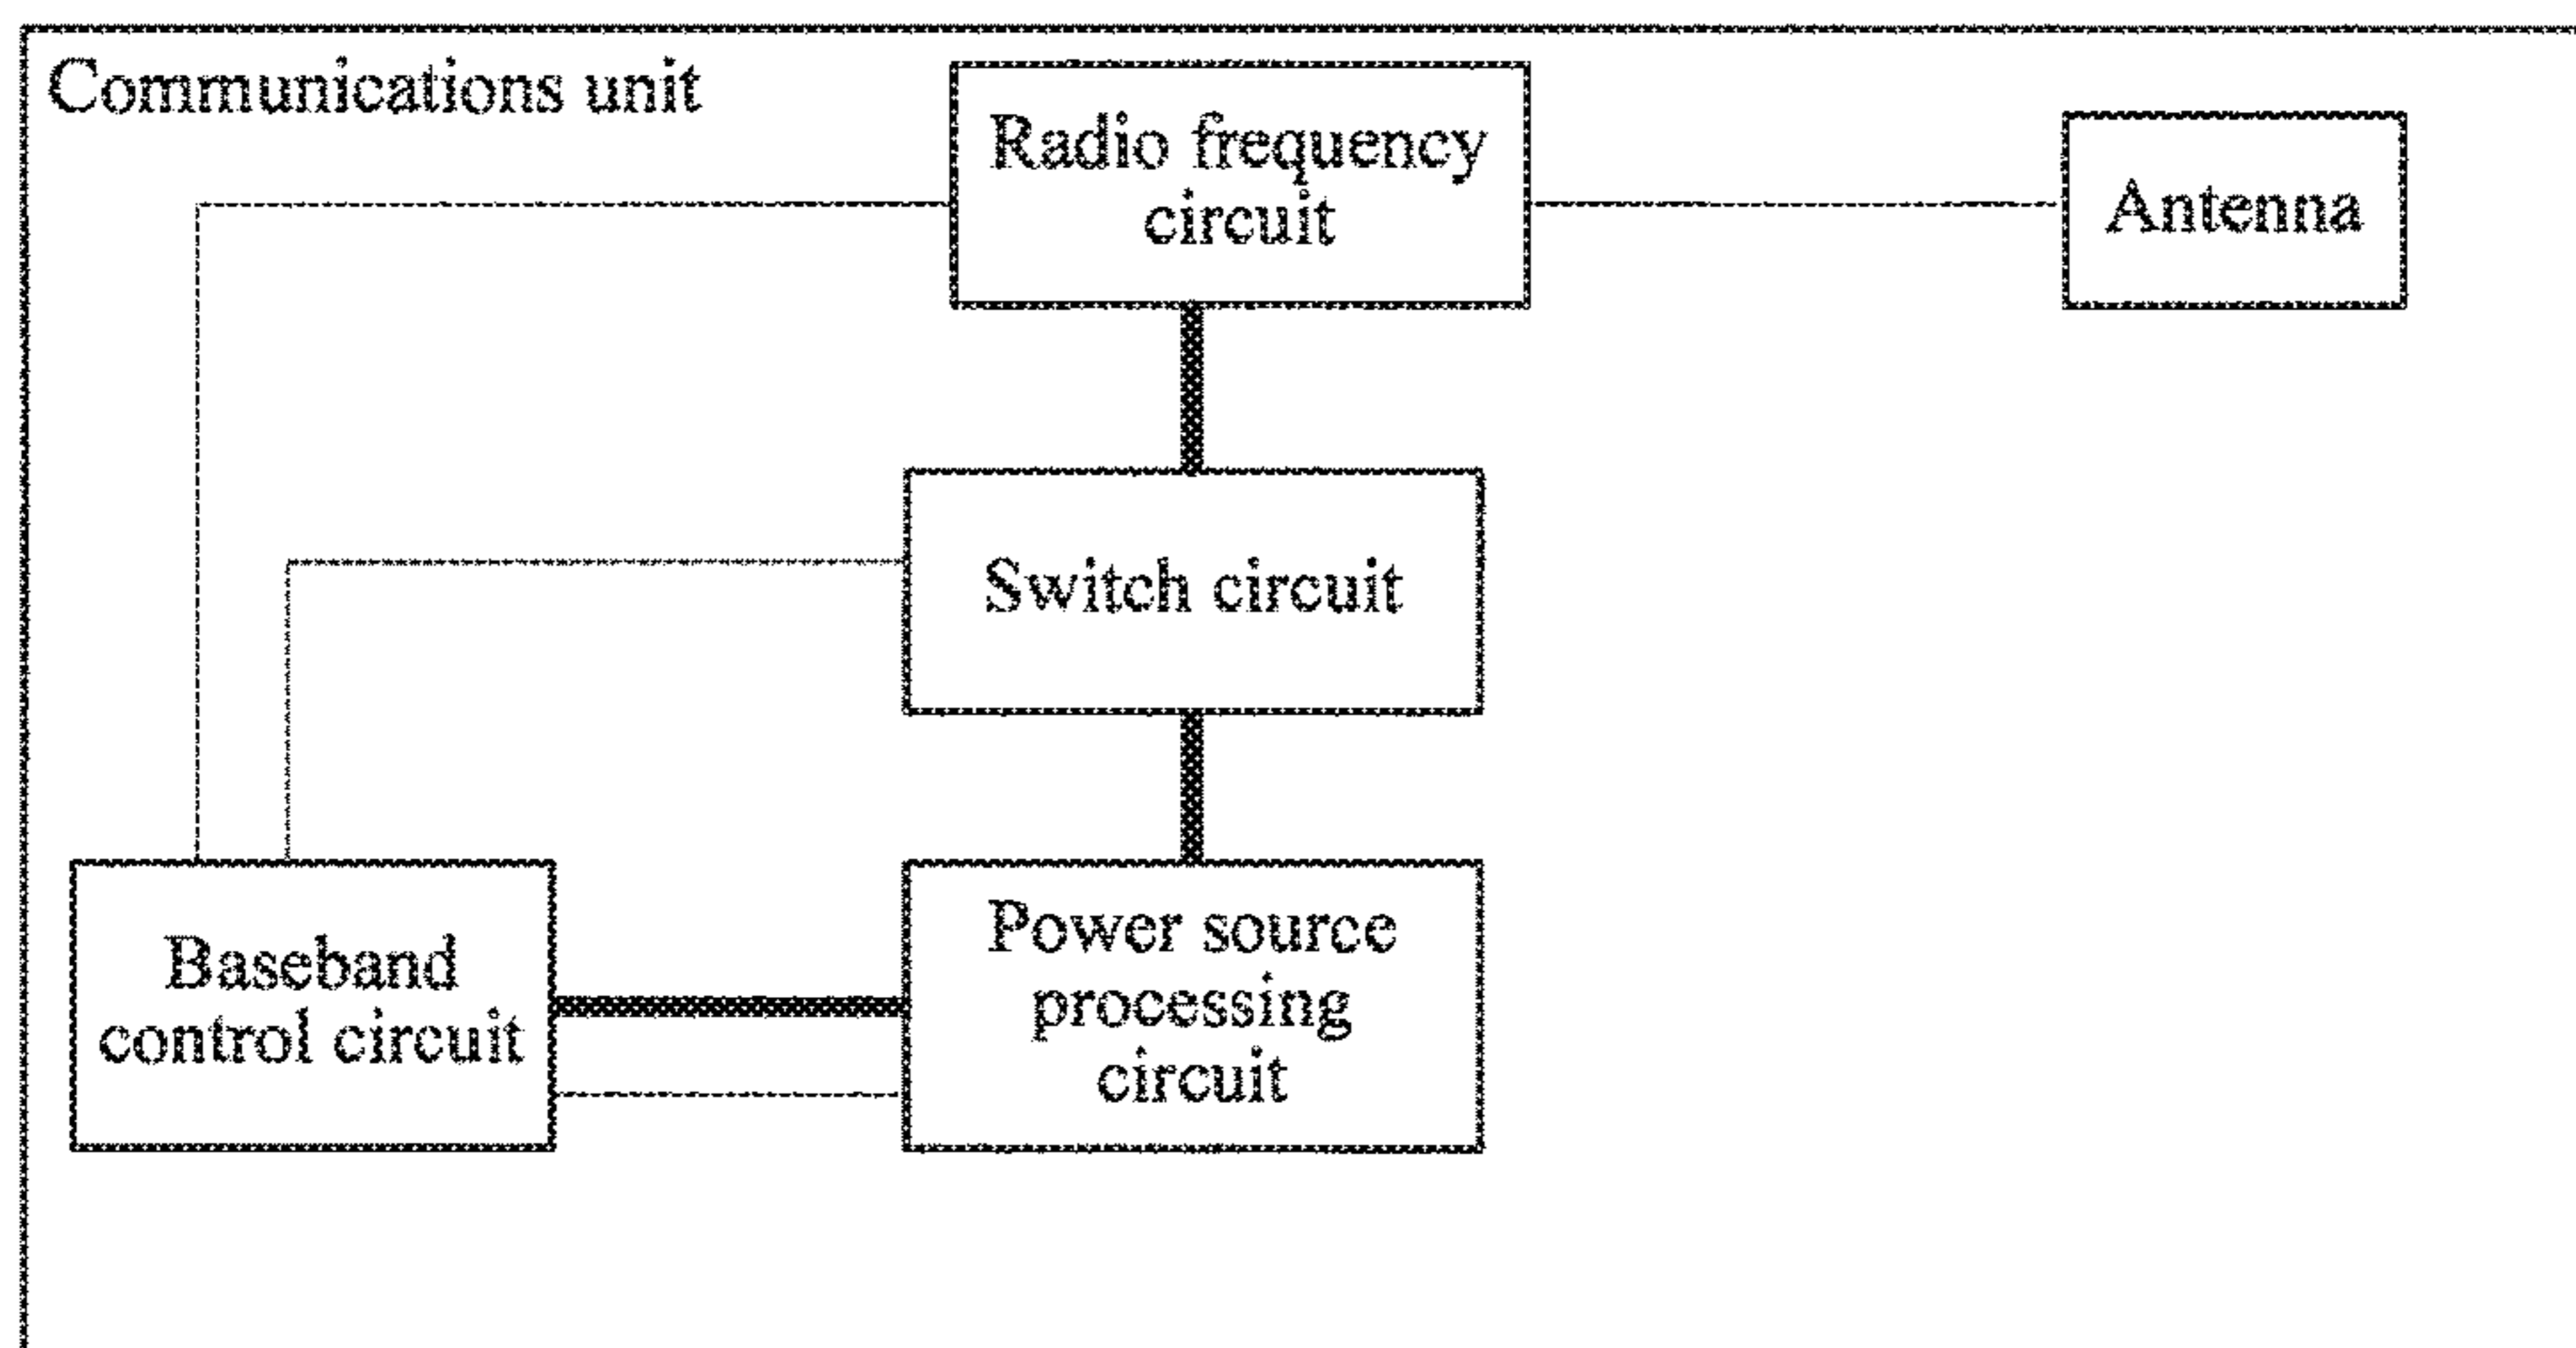 Communications unit
Radio frequency
circuit
Antenna
Switch circuit
Baseband
control circuit
Power source
processing
circuit